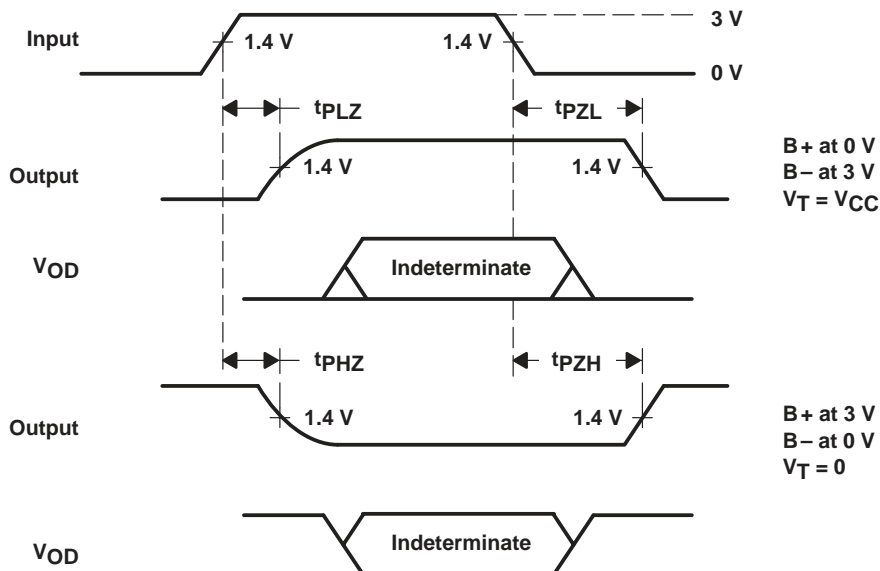 3 V
Input
1.4 V
1.4 V
0 V
tPLZ
tPZL
B+ at 0 V
Output
1.4 V
1.4 V
B– at 3 V
VT = VCC
VOD
Indeterminate
tPHZ
tPZH
Output
1.4 V
1.4 V
B+ at 3 V
B– at 0 V
VT = 0
VOD
Indeterminate